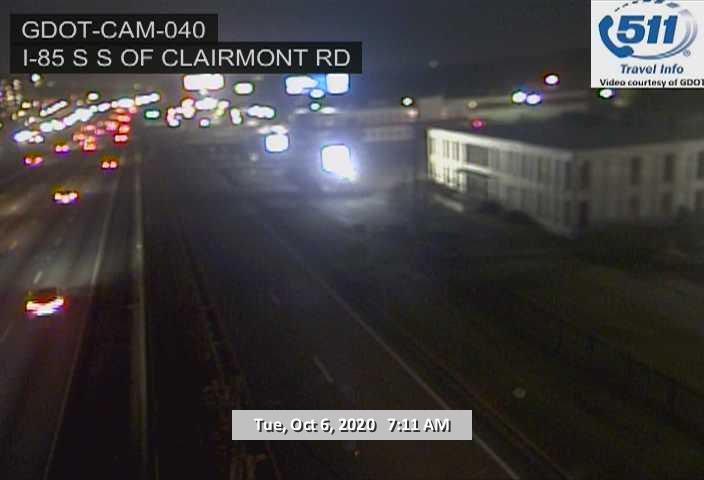 GDOT-CAM-040
I-85 S S OF CLAIRMONT RD
511
Travel Info
Video courtesy of GDOT
Tue, Oct 6, 2020 7:11 AM